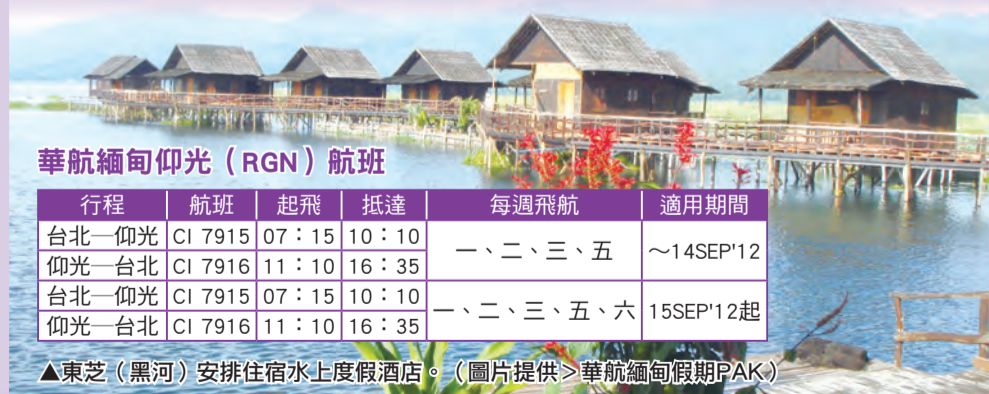 華航緬甸仰光（RGN）航班
行程 航班 起飛 抵達 每週飛航 適用期間
台北─仰光 CI 7915 07：15 10：10 一、二、三、五 ～14SEP'12
仰光─台北 CI 7916 11：10 16：35
台北─仰光 CI 7915 07：15 10：10 一、二、三、五、六 15SEP'12起
仰光─台北 CI 7916 11：10 16：35
▲東芝（黑河）安排住宿水上度假酒店。（圖片提供＞華航緬甸假期PAK）